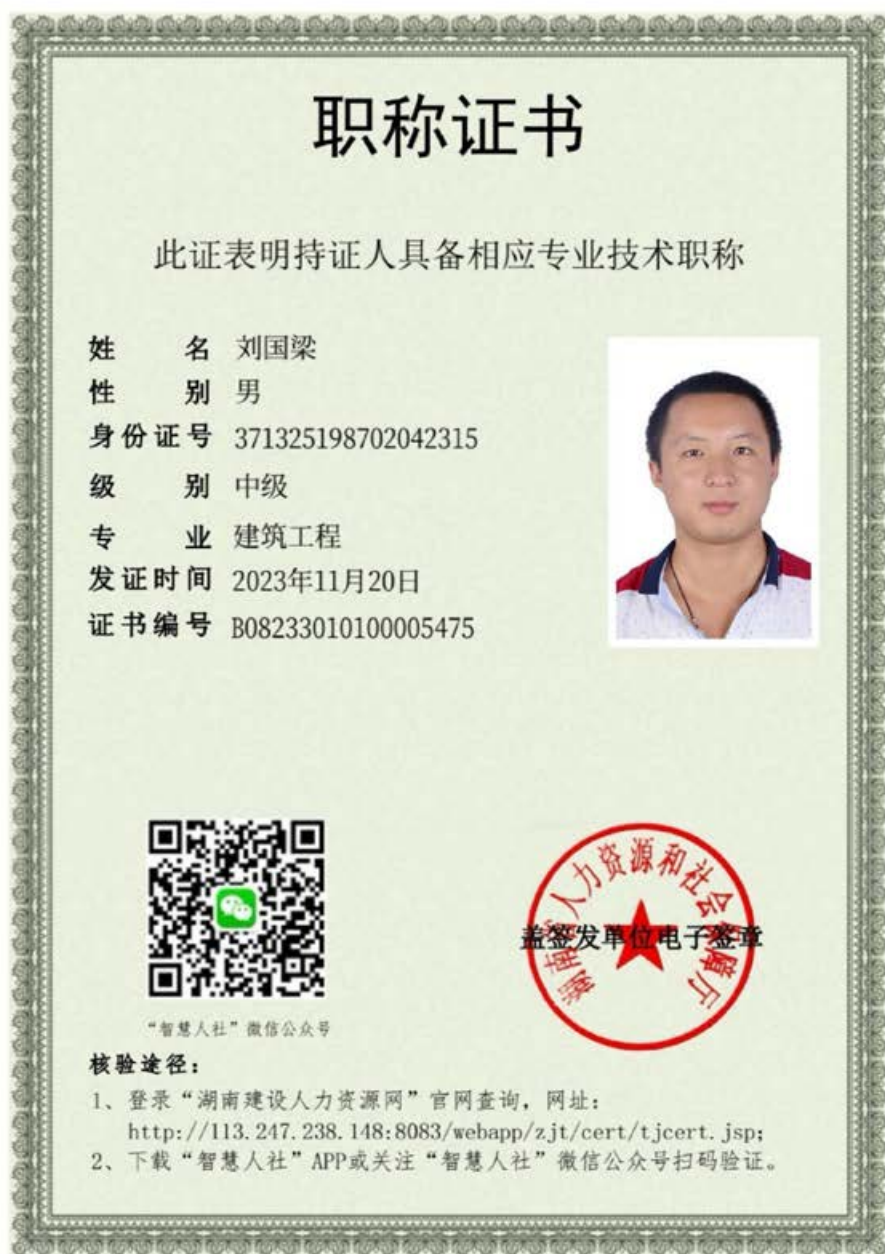 职称证书
此证表明持证人具备相应专业技术职称
姓名 刘国梁
性别 男
身份证号 371325198702042315
级别 中级
专业 建筑工程
发证时间 2023年11月20日
证书编号 B08233010100005475
湖南省人力资源和社会保障厅
盖签发单位电子签章
“智慧人社”微信公众号
核验途径：
1、登录“湖南建设人力资源网”官网查询，网址：
http://113.247.238.148:8083/webapp/zjt/cert/tjcert.jsp;
2、下载“智慧人社”APP或关注“智慧人社”微信公众号扫码验证。